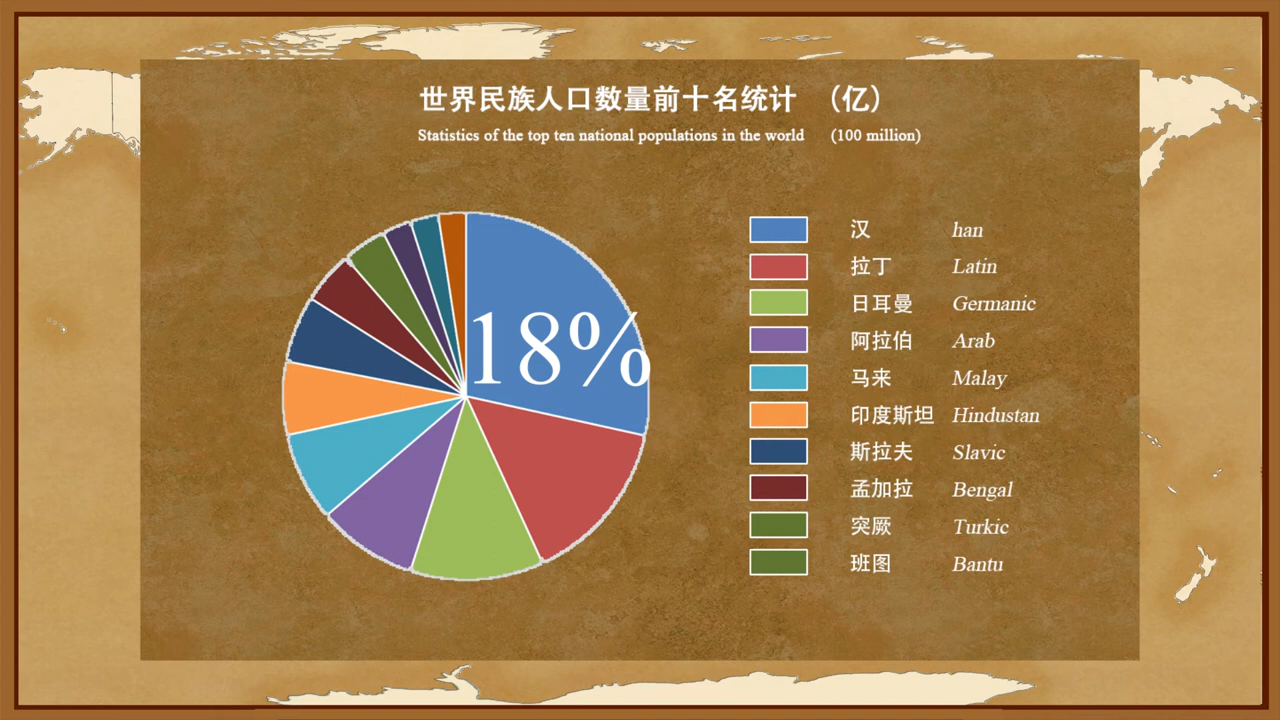 世界民族人口数量前十名统计 （亿）
Statistics of the top ten national populations in the world (100 million)
18%
汉 han
拉丁 Latin
日耳曼 Germanic
阿拉伯 Arab
马来 Malay
印度斯坦 Hindustan
斯拉夫 Slavic
孟加拉 Bengal
突厥 Turkic
班图 Bantu